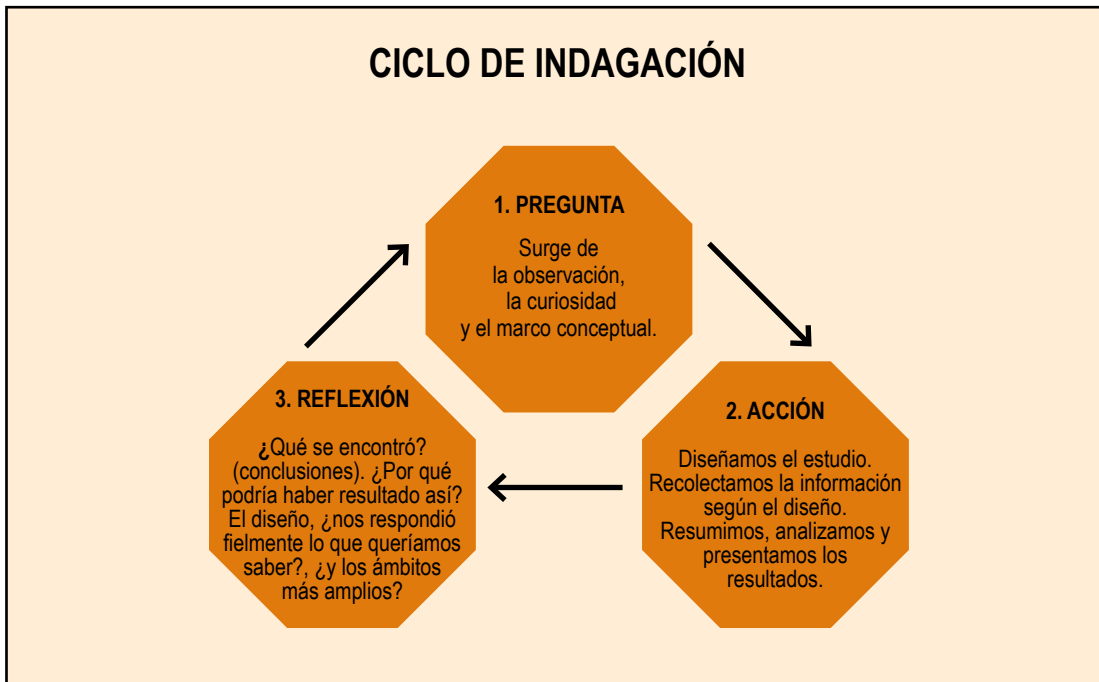 CICLO DE INDAGACIÓN
1. PREGUNTA
Surge de
la observación,
la curiosidad
y el marco conceptual.
2. ACCIÓN
Diseñamos el estudio.
Recolectamos la información
según el diseño.
Resumimos, analizamos y
presentamos los
resultados.
3. REFLEXIÓN
¿Qué se encontró?
(conclusiones). ¿Por qué
podría haber resultado así?
El diseño, ¿nos respondió
fielmente lo que queríamos
saber?, ¿y los ámbitos
más amplios?